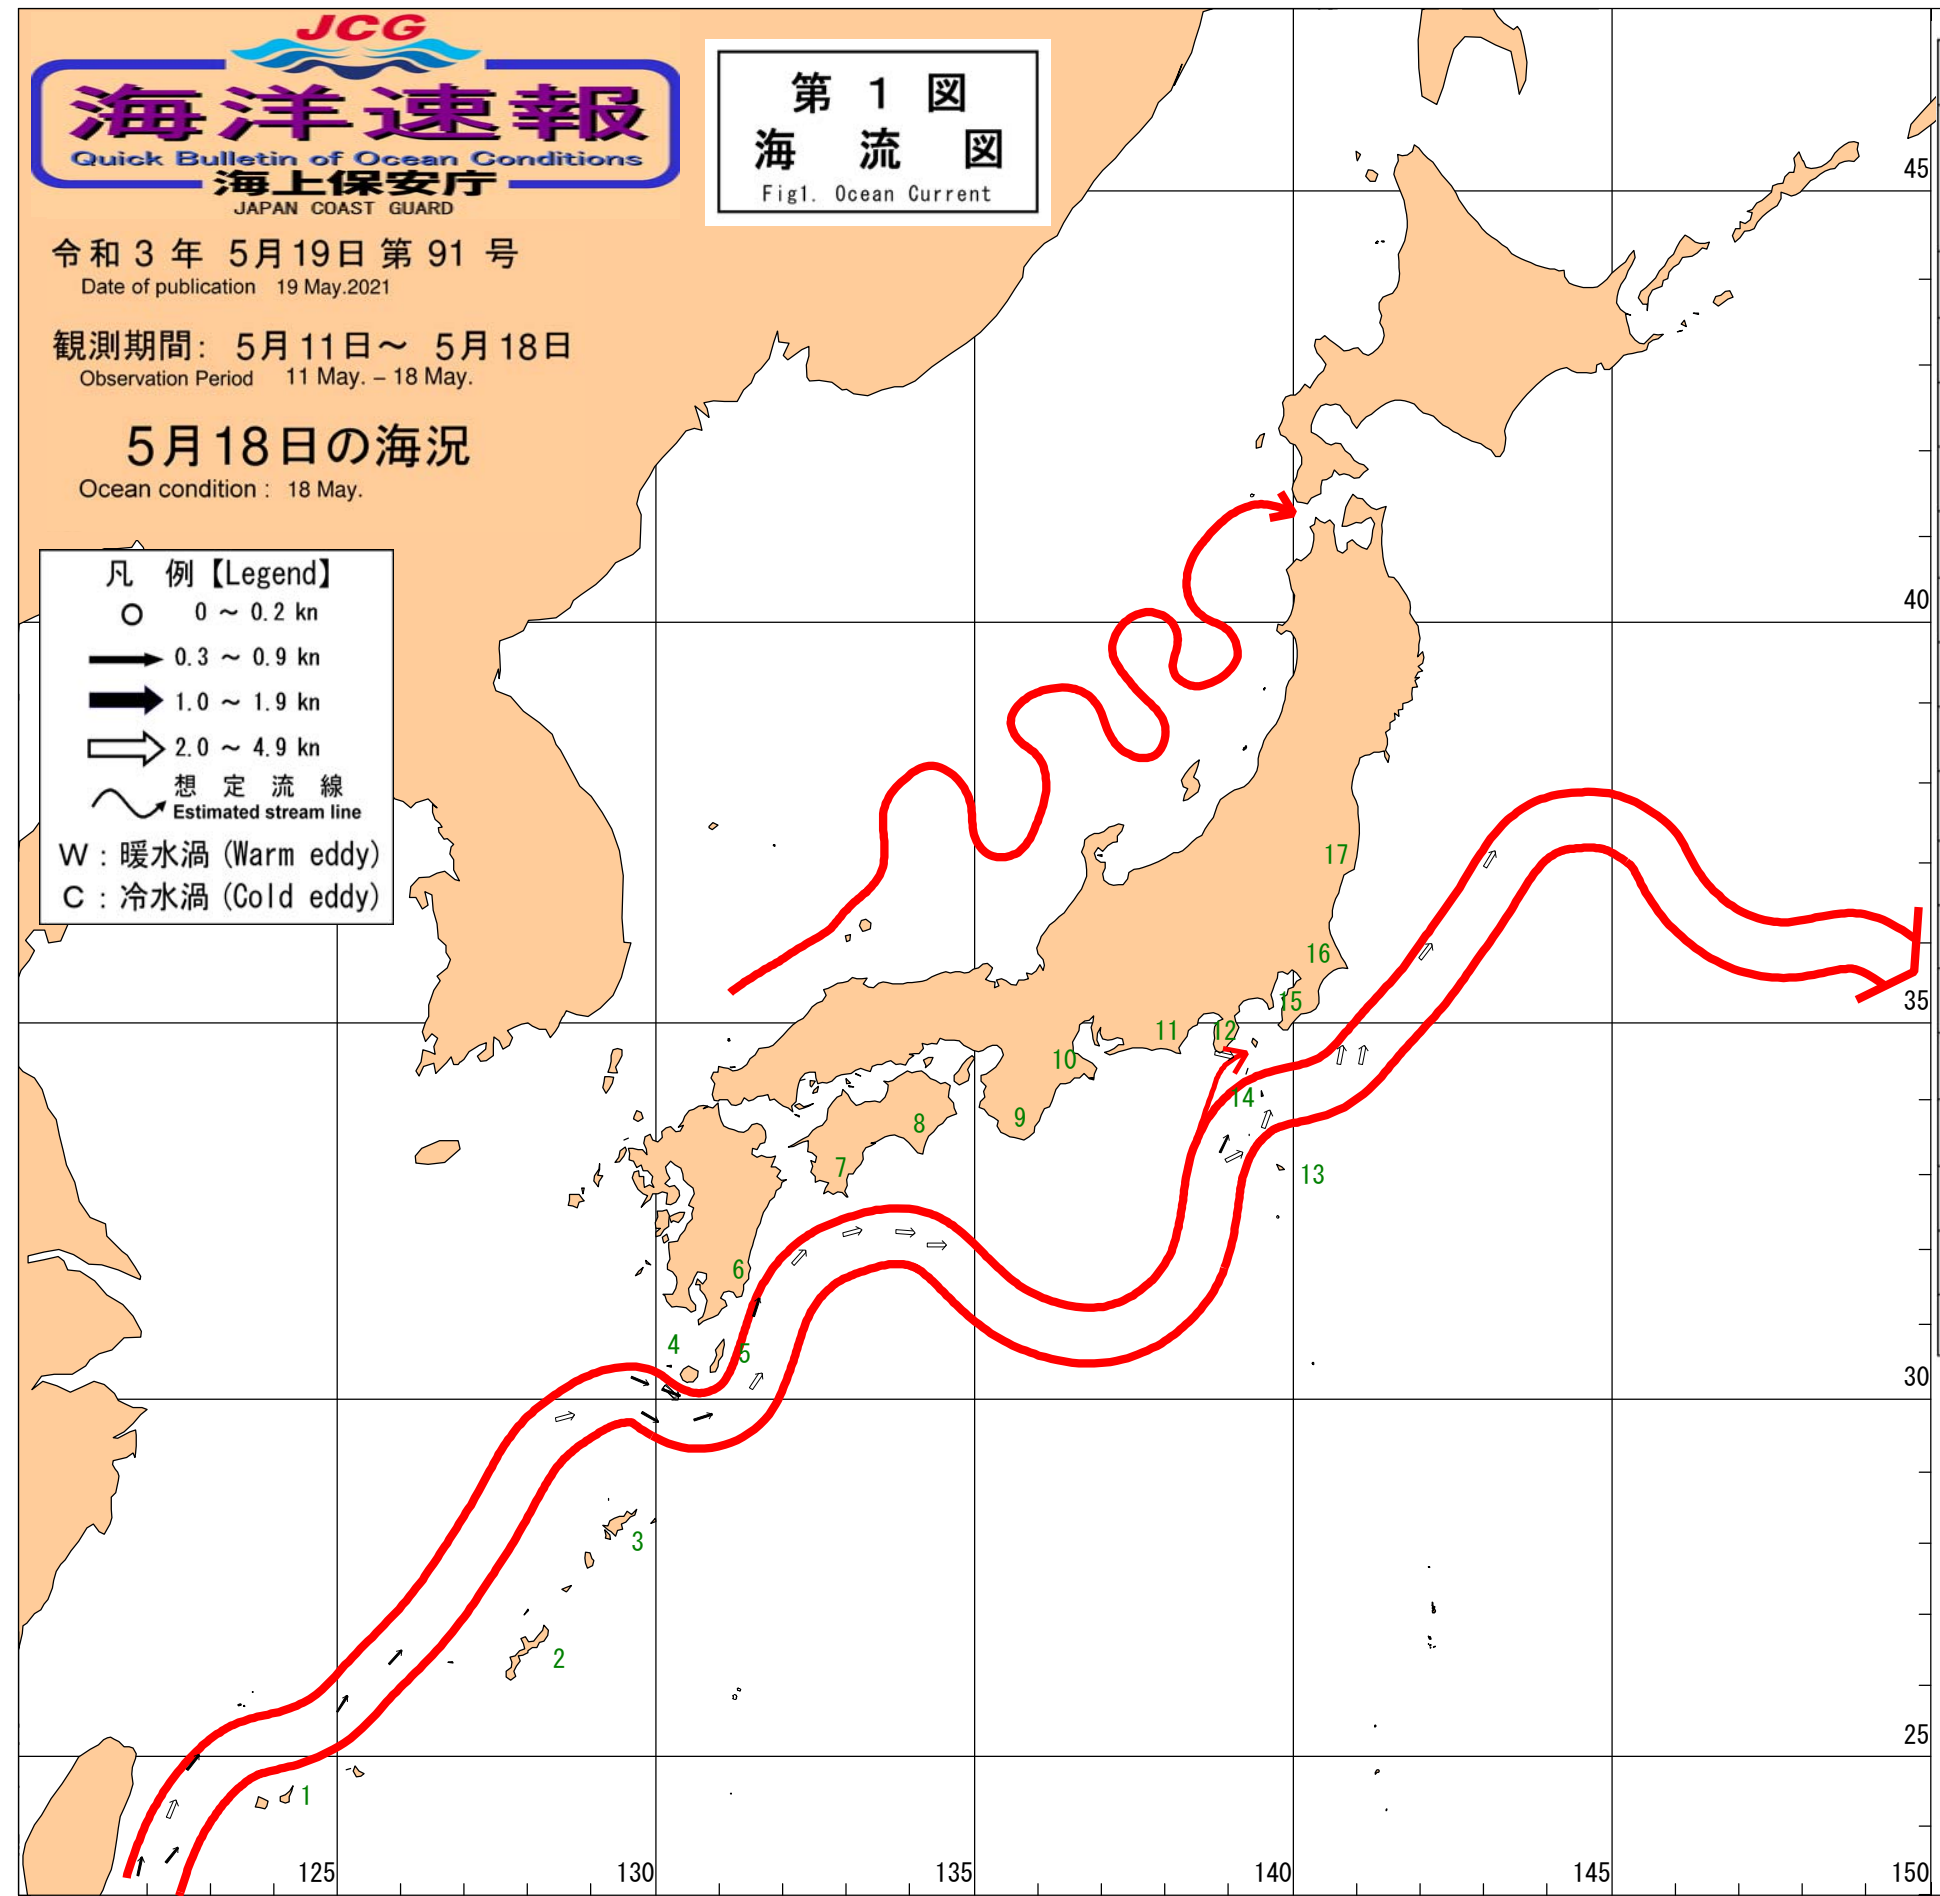 JCG
海洋速報
Quick Bulletin of Ocean Conditions
海上保安庁
JAPAN COAST GUARD
第 1 図
海 流 図
Fig1. Ocean Current
令和 3 年 5月19日 第 91 号
Date of publication 19 May.2021
観測期間: 5月11日～ 5月18日
Observation Period 11 May. – 18 May.
5月18日の海況
Ocean condition : 18 May.
凡 例【Legend】
0 ～ 0.2 kn
0.3 ～ 0.9 kn
1.0 ～ 1.9 kn
2.0 ～ 4.9 kn
想 定 流 線
Estimated stream line
W : 暖水渦 (Warm eddy)
C : 冷水渦 (Cold eddy)
45
40
17
16
35
15
12
11
10
14
9
8
7
13
6
4
5
30
3
2
25
1
125
130
135
140
145
150